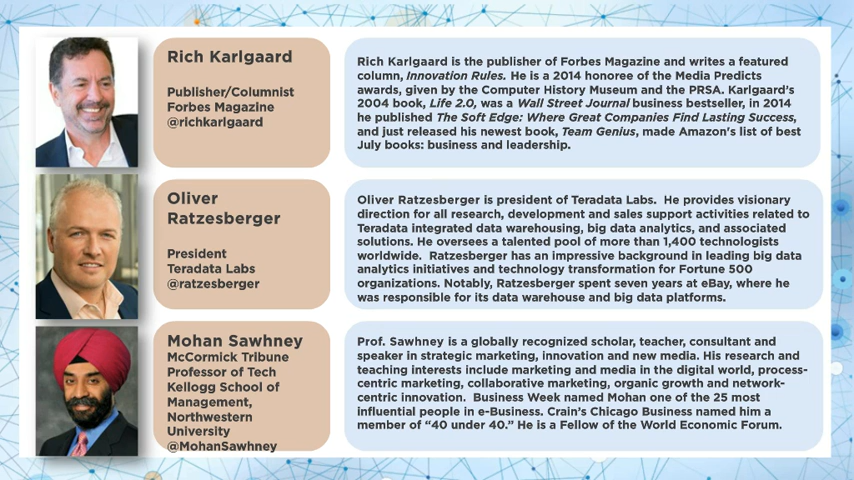 Rich Karlgaard
Publisher/Columnist
Forbes Magazine
@richkarlgaard
Rich Karlgaard is the publisher of Forbes Magazine and writes a featured
column, Innovation Rules. He is a 2014 honoree of the Media Predicts
awards, given by the Computer History Museum and the PRSA. Karlgaard's
2004 book, Life 2.0, was a Wall Street Journal business bestseller, in 2014
he published The Soft Edge: Where Great Companies Find Lasting Success,
and just released his newest book, Team Genius, made Amazon's list of best
July books: business and leadership.
Oliver
Ratzesberger
President
Teradata Labs
@ratzesberger
Oliver Ratzesberger is president of Teradata Labs. He provides visionary
direction for all research, development and sales support activities related to
Teradata integrated data warehousing, big data analytics, and associated
solutions. He oversees a talented pool of more than 1,400 technologists
worldwide. Ratzesberger has an impressive background in leading big data
analytics initiatives and technology transformation for Fortune 500
organizations. Notably, Ratzesberger spent seven years at eBay, where he
was responsible for its data warehouse and big data platforms.
Mohan Sawhney
McCormick Tribune
Professor of Tech
Kellogg School of
Management,
Northwestern
University
@MohanSawhney
Prof. Sawhney is a globally recognized scholar, teacher, consultant and
speaker in strategic marketing, innovation and new media. His research and
teaching interests include marketing and media in the digital world, process-
centric marketing, collaborative marketing, organic growth and network-
centric innovation. Business Week named Mohan one of the 25 most
influential people in e-Business. Crain's Chicago Business named him a
member of “40 under 40.” He is a Fellow of the World Economic Forum.